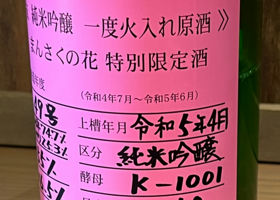 純米吟醸 一度火入れ原酒》
まんさくの花 特別限定酒
年度
(令和4年7月〜令和5年6月)
上槽年月 令和5年4月
区分 純米吟醸
酵母 K-1001